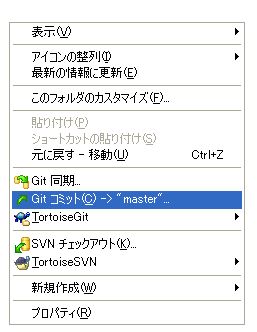 表示(V)
アイコンの整列(I)
最新の情報に更新(E)
このフォルダのカスタマイズ(F)...
貼り付け(P)
ショートカットの貼り付け(S)
元に戻す - 移動(U) Ctrl+Z
Git 同期...
Git コミット(C) -> "master"...
TortoiseGit
SVN チェックアウト(K)...
TortoiseSVN
新規作成(W)
プロパティ(R)